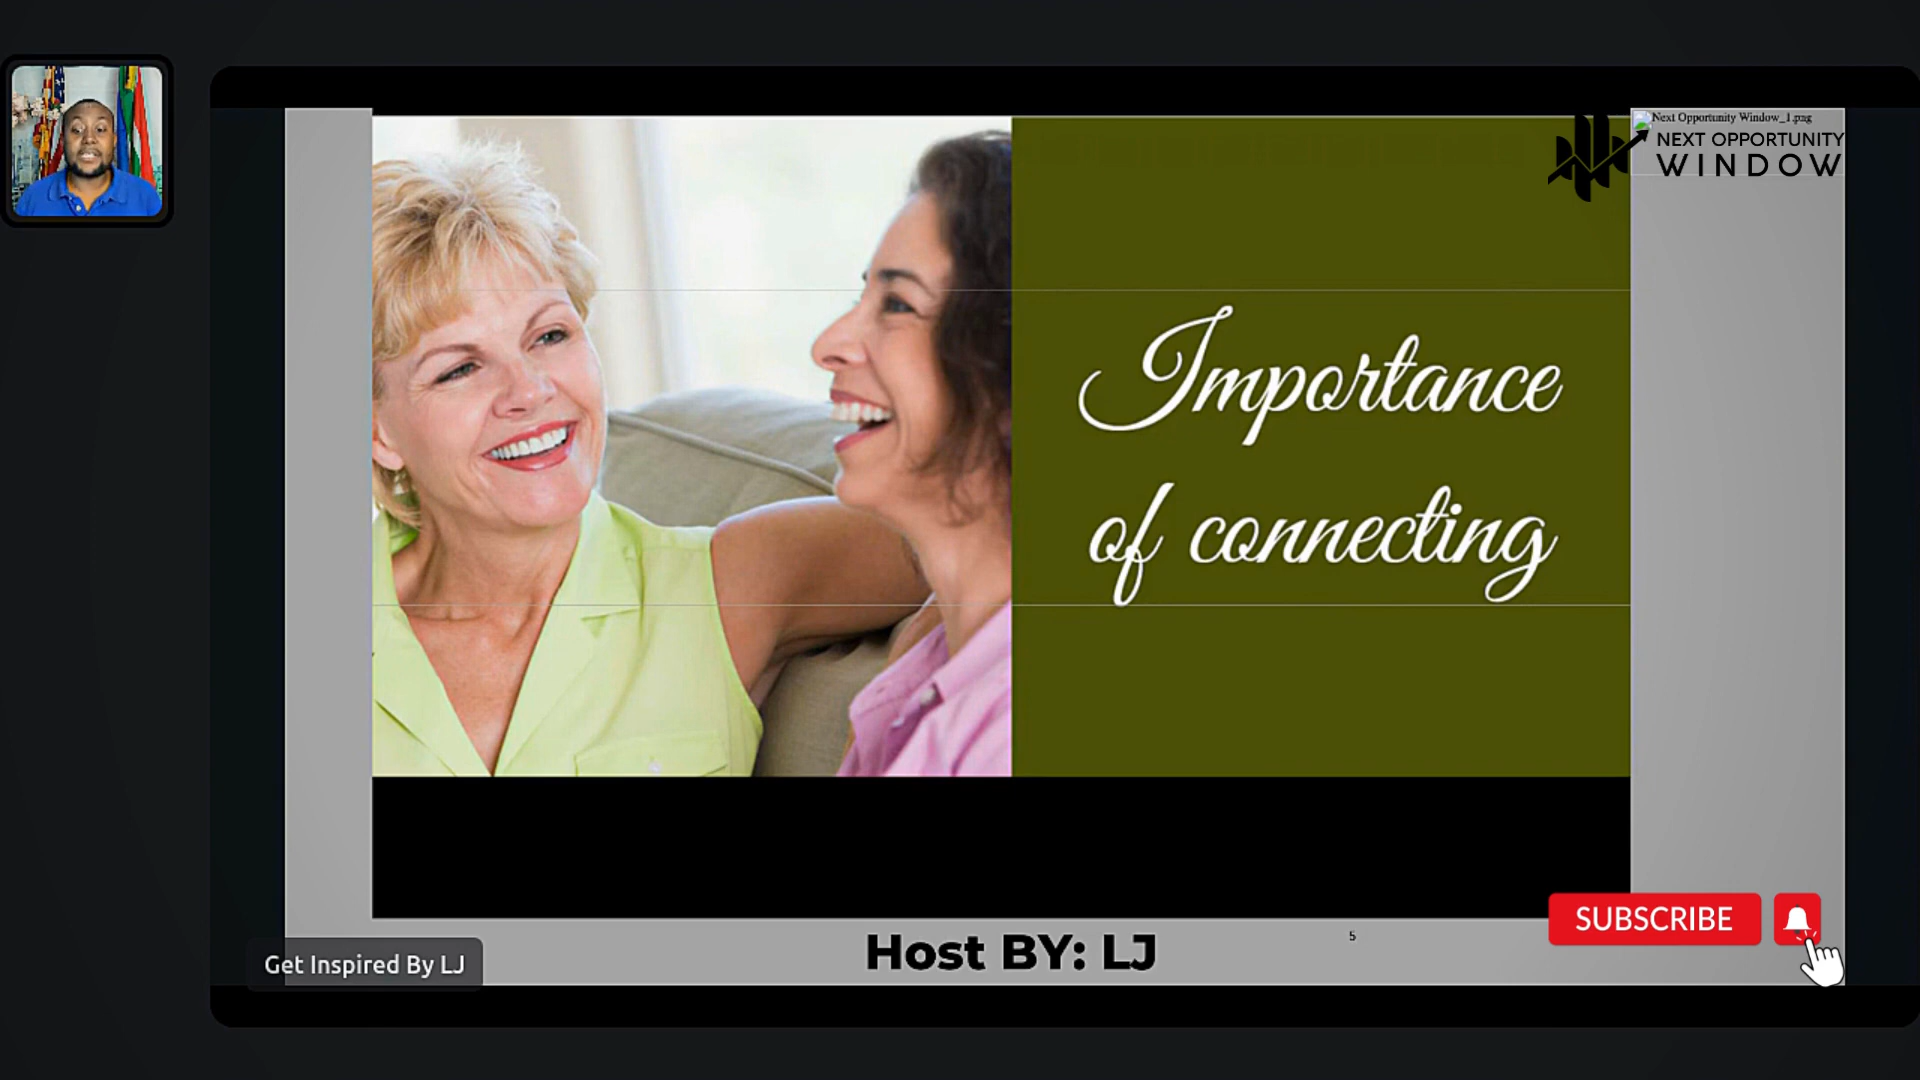 Next Opportunity Window_1.png
NEXT OPPORTUNITY
WINDOW
Importance
of connecting
SUBSCRIBE
Host BY: LJ
5
Get Inspired By LJ